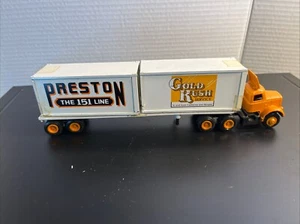 PRESTON
THE 151 LINE
GOLD
RUSH